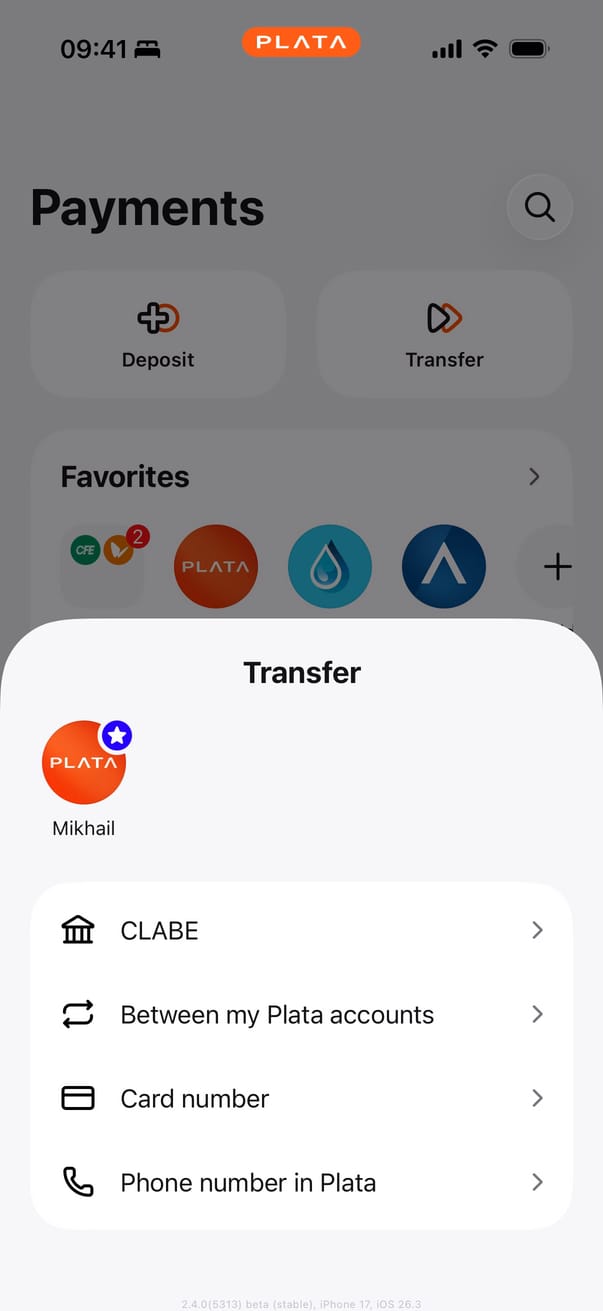 09:41
PLATA
Payments
Deposit
Transfer
Favorites
CFE
2
PLATA
Transfer
PLATA
Mikhail
CLABE
Between my Plata accounts
Card number
Phone number in Plata
2.4.0(5313) beta (stable), iPhone 17, iOS 26.3